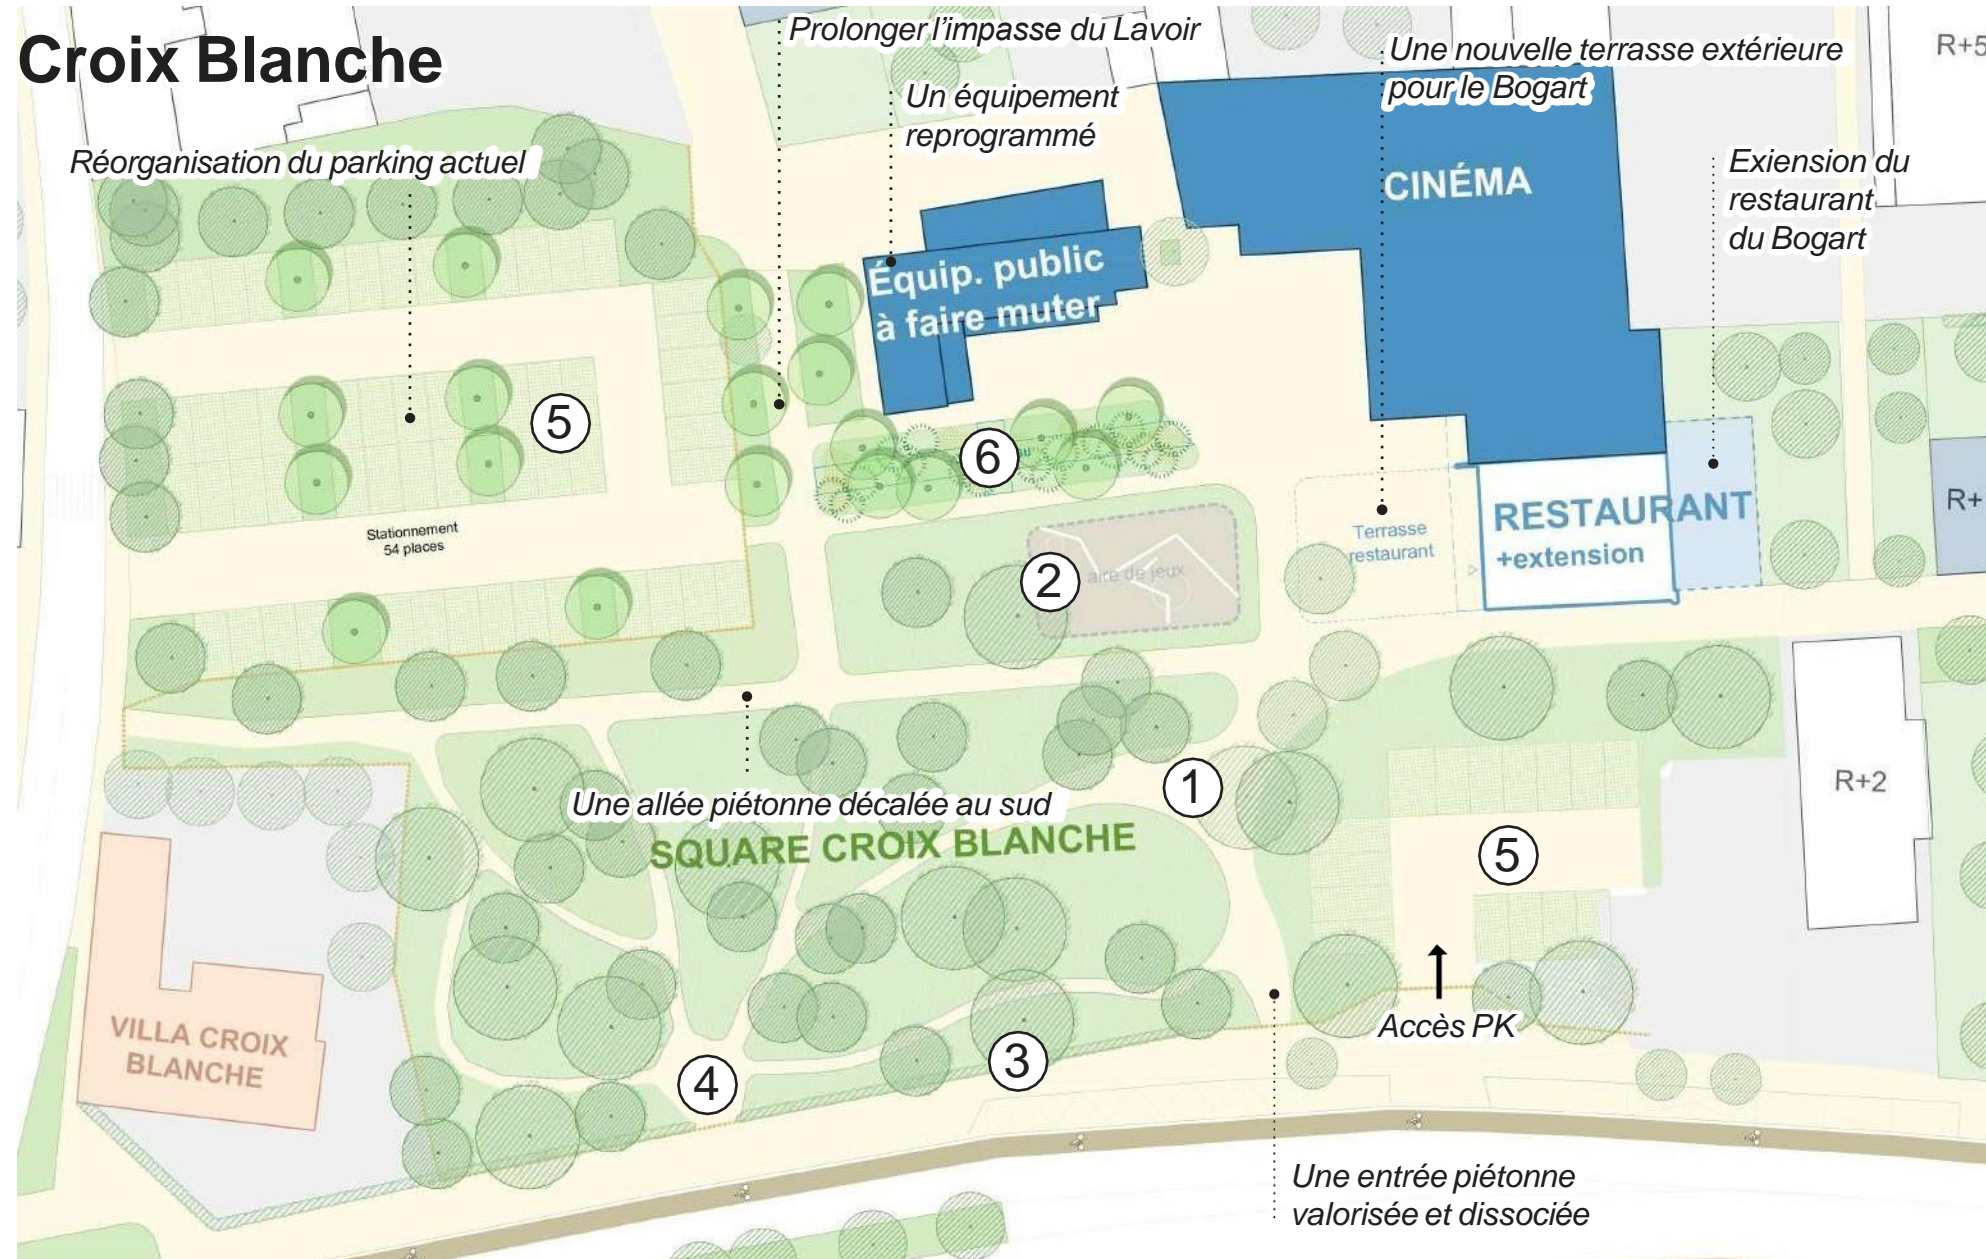 Croix Blanche
Prolonger l'impasse du Lavoir
Une nouvelle terrasse extérieure
pour le Bogart
R+5
Un équipement
reprogrammé
Réorganisation du parking actuel
Exiension du
restaurant
du Bogart
CINÉMA
Équip. public
à faire muter
5
6
Stationnement
54 places
Terrasse
restaurant
RESTAURANT
+extension
R+
2
aire de jeux
1
R+2
Une allée piétonne décalée au sud
SQUARE CROIX BLANCHE
5
Accès PK
VILLA CROIX
BLANCHE
3
4
Une entrée piétonne
valorisée et dissociée